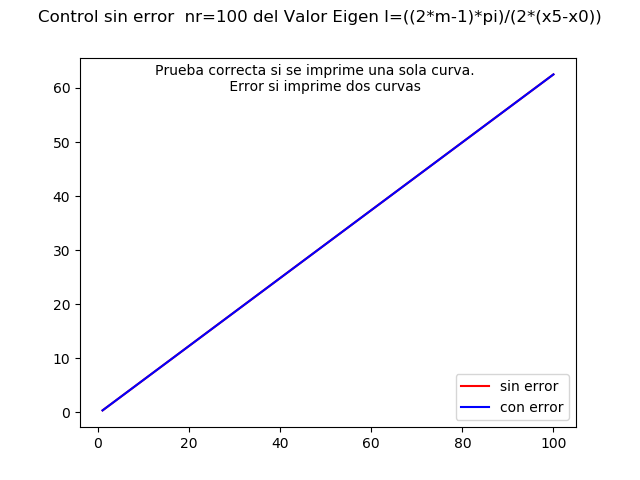 Control sin error  nr=100 del Valor Eigen l=((2*m-1)*pi)/(2*(x5-x0))
Prueba correcta si se imprime una sola curva.
Error si imprime dos curvas
60
50
40
30
20
10
0
0 20 40 60 80 100
sin error
con error